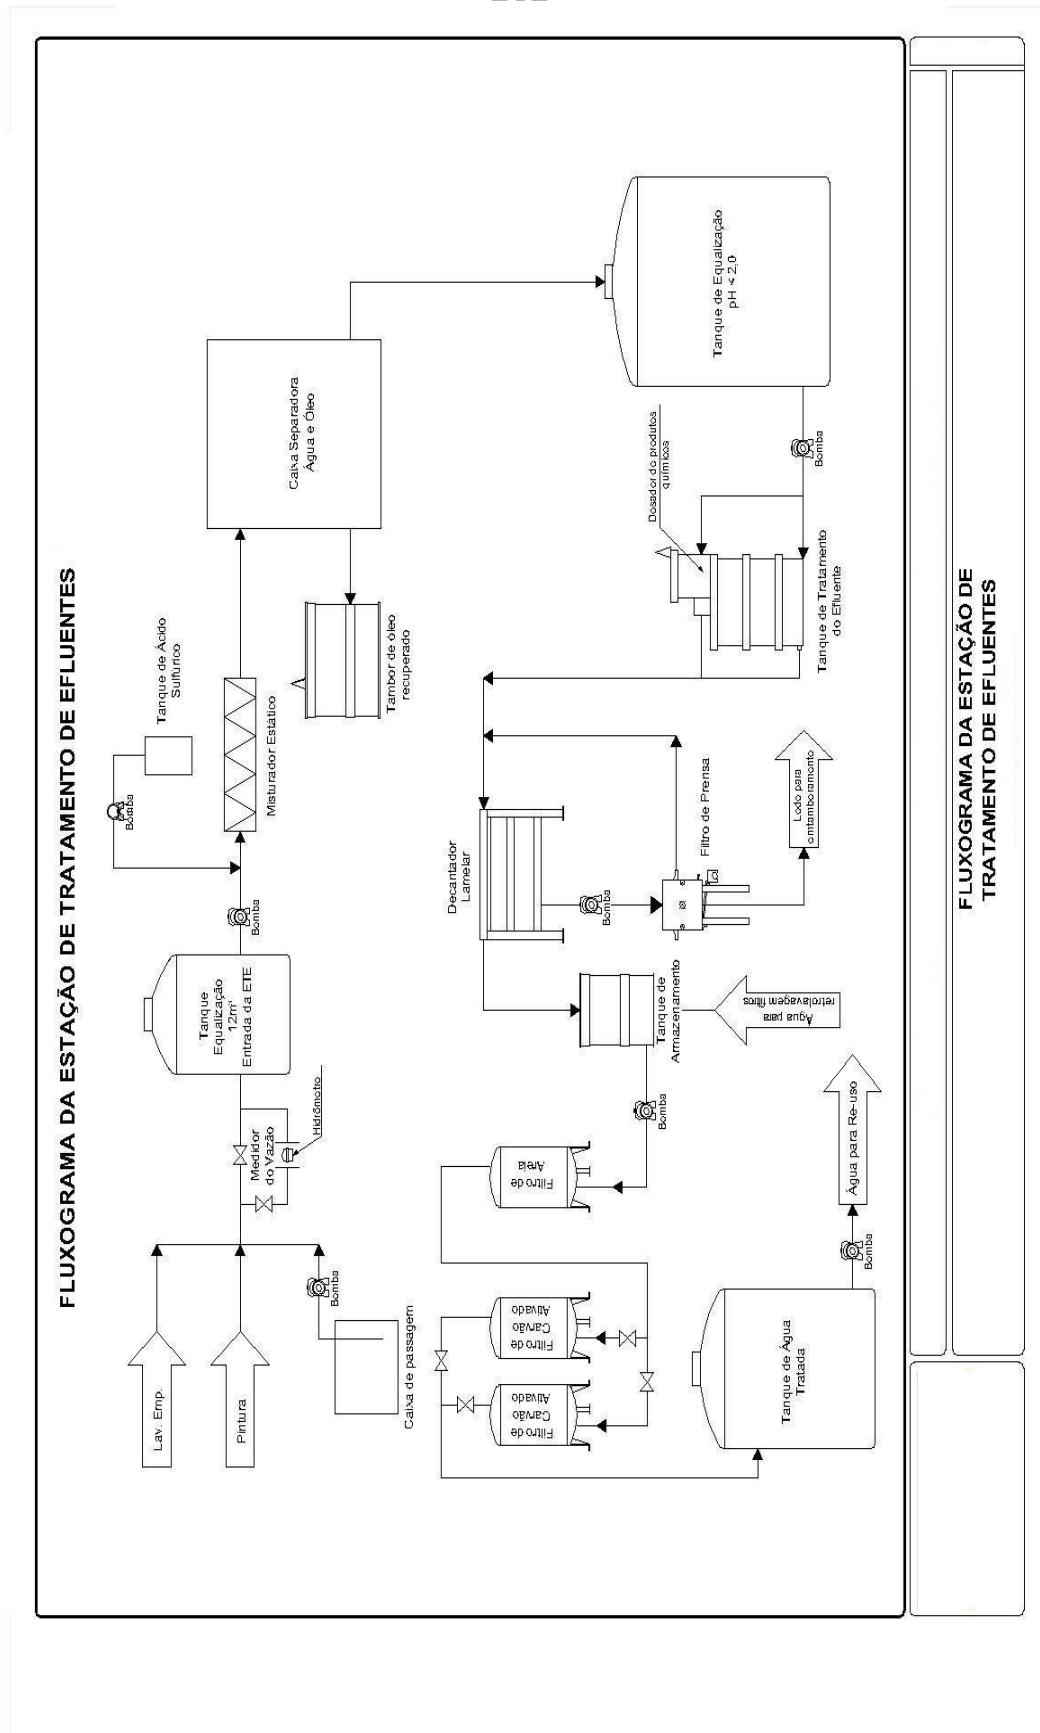 FLUXOGRAMA DA ESTAÇÃO DE TRATAMENTO DE EFLUENTES
Lav. Emp.
Pintura
Caixa de passagem
Bomba
Medidor
do Vazão
Hidrômetro
Tanque
Equalização
12m³
Entrada da ETE
Bomba
Bomba
Tanque de Ácido
Sulfúrico
Misturador Estático
Tambor de óleo
recuperado
Caixa Separadora
Água e Óleo
Tanque de Equalização
pH < 2,0
Bomba
Dosador de produtos
químicos
Tanque de Tratamento
do Efluente
Decantador
Lamelar
Bomba
Filtro de Prensa
Lodo para
emtamboramento
Tanque de
Armazenamento
Água para
retrolavagem filtros
Bomba
Filtro de
Areia
Filtro de
Carvão
Ativado
Filtro de
Carvão
Ativado
Tanque de Água
Tratada
Bomba
Água para Re-uso
FLUXOGRAMA DA ESTAÇÃO DE
TRATAMENTO DE EFLUENTES